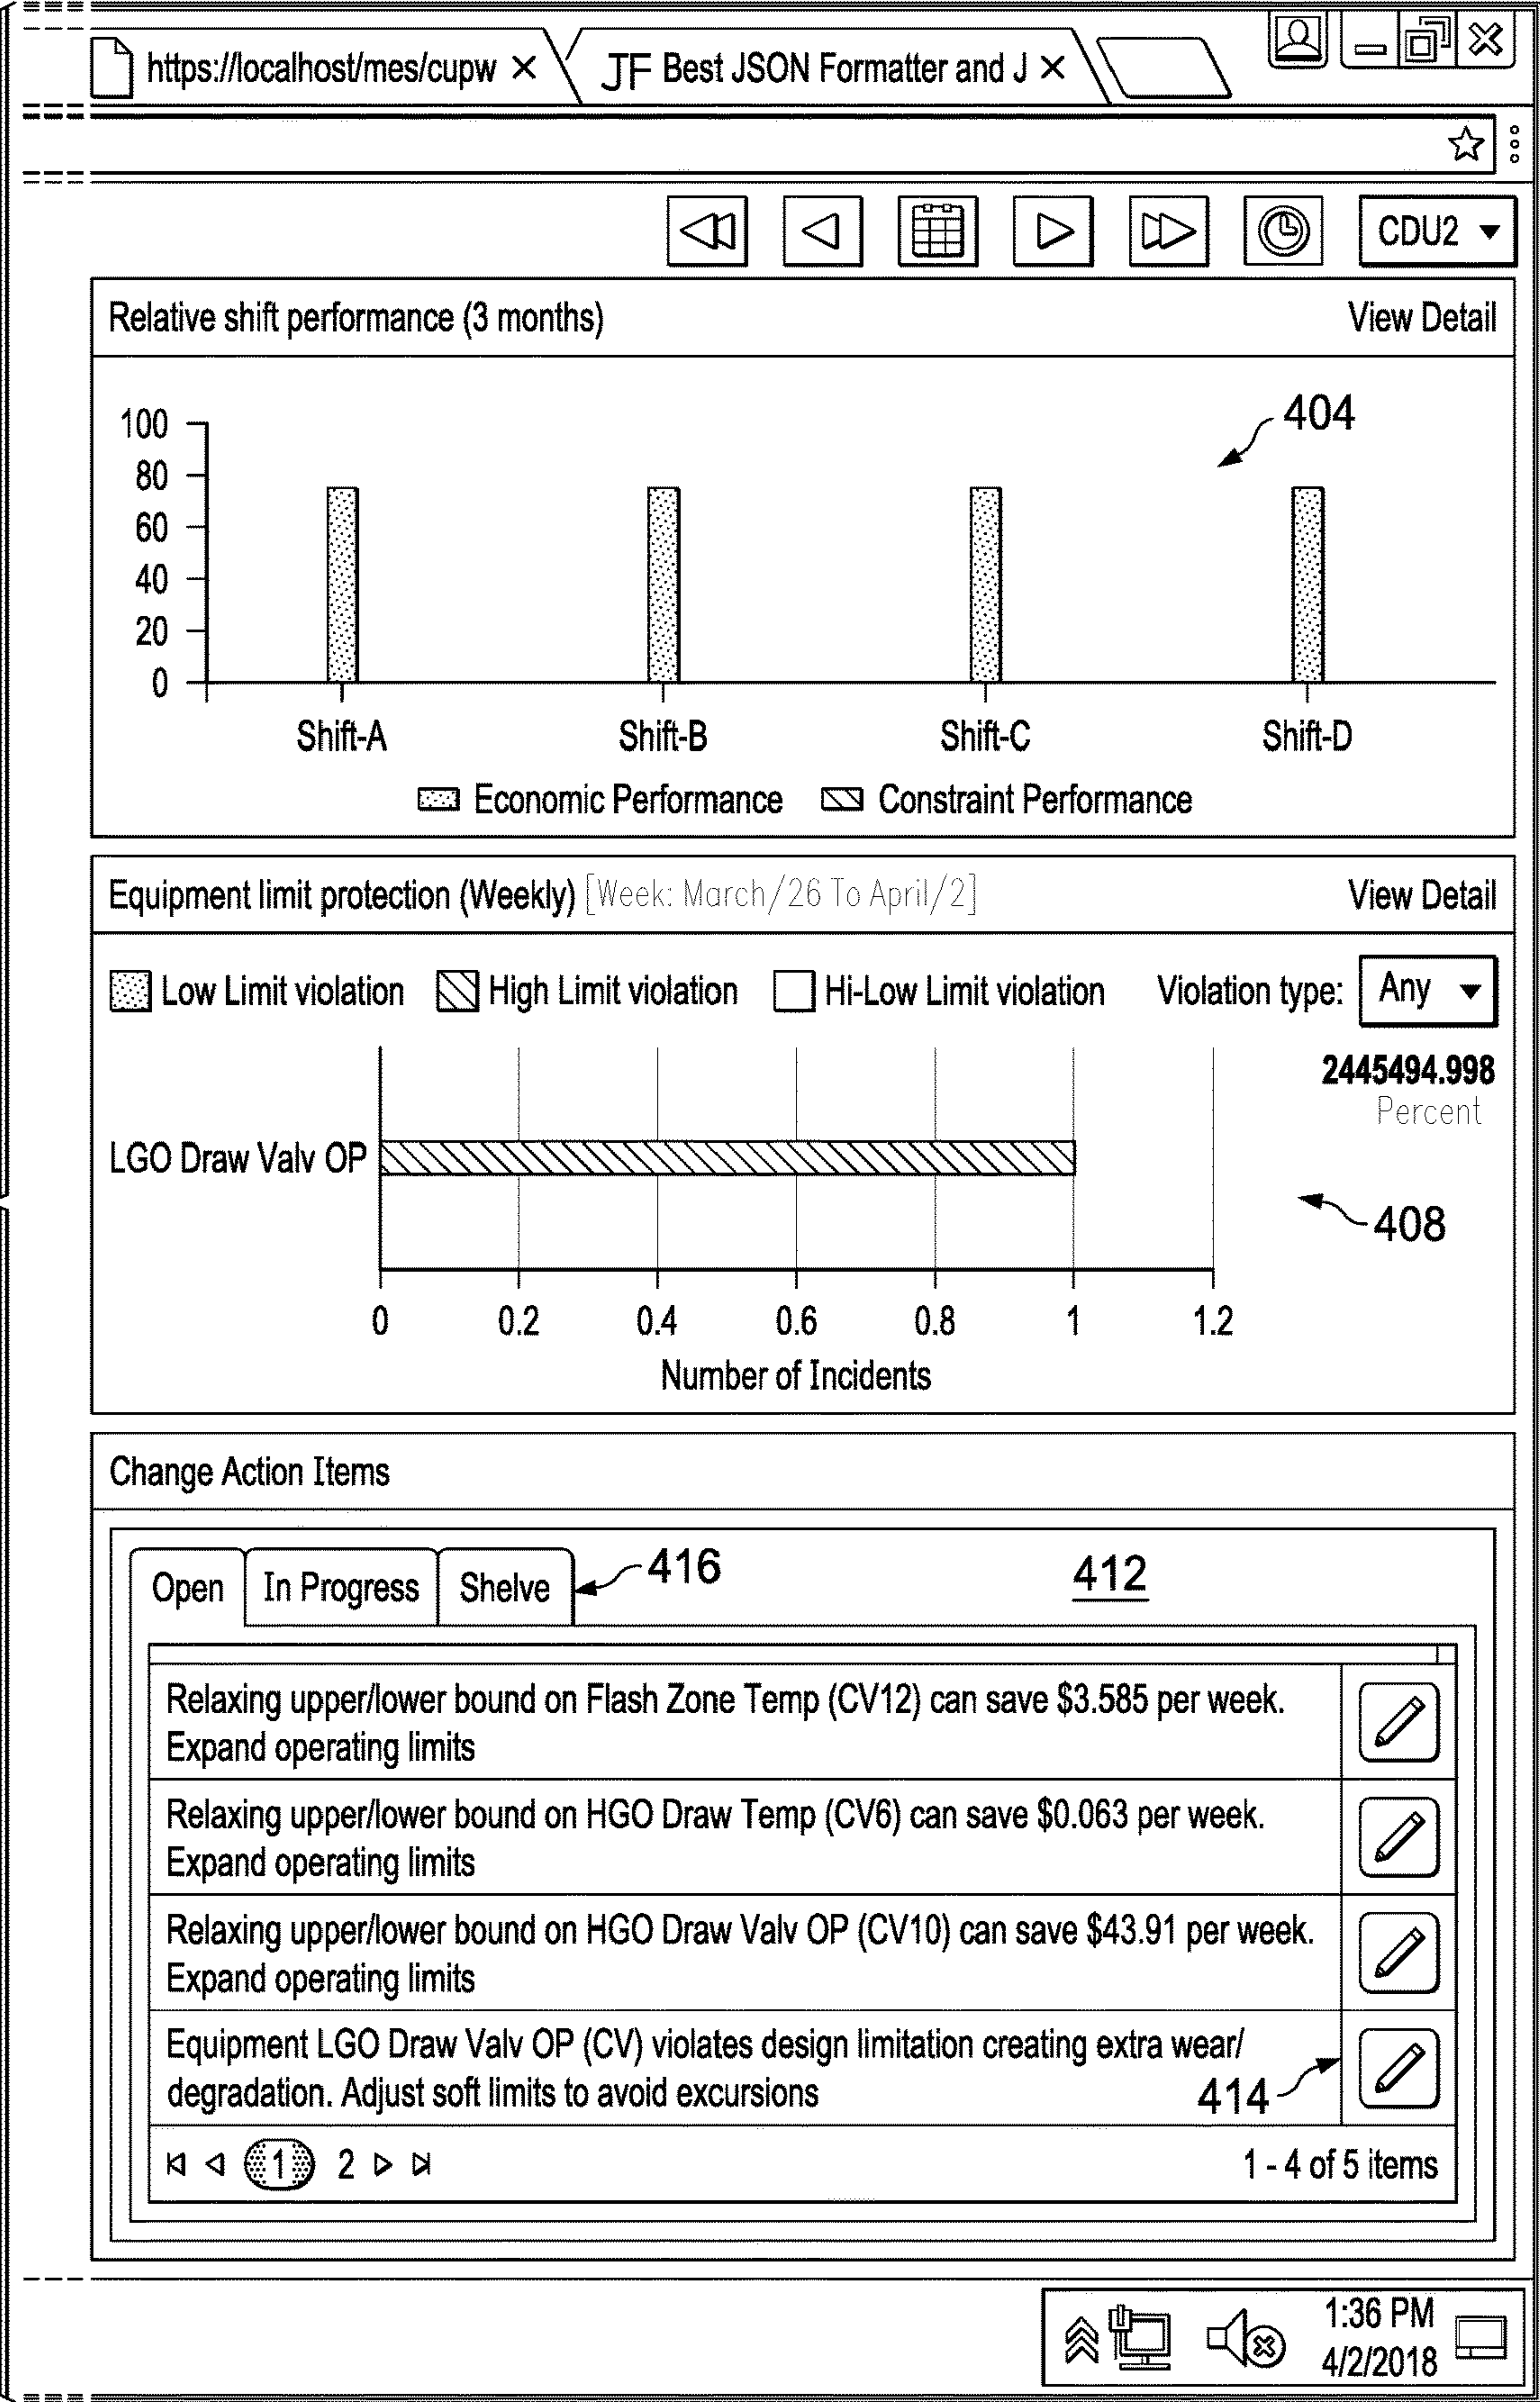 https://localhost/mes/cupw × JF Best JSON Formatter and J ×
CDU2
Relative shift performance (3 months) View Detail
404
100
80
60
40
20
0
Shift-A Shift-B Shift-C Shift-D
Economic Performance Constraint Performance
Equipment limit protection (Weekly) [Week: March/26 To April/2] View Detail
Low Limit violation High Limit violation Hi-Low Limit violation Violation type: Any
2445494.998
Percent
LGO Draw Valv OP
408
0 0.2 0.4 0.6 0.8 1 1.2
Number of Incidents
Change Action Items
Open In Progress Shelve 416 412
Relaxing upper/lower bound on Flash Zone Temp (CV12) can save $3.585 per week.
Expand operating limits
Relaxing upper/lower bound on HGO Draw Temp (CV6) can save $0.063 per week.
Expand operating limits
Relaxing upper/lower bound on HGO Draw Valv OP (CV10) can save $43.91 per week.
Expand operating limits
Equipment LGO Draw Valv OP (CV) violates design limitation creating extra wear/
degradation. Adjust soft limits to avoid excursions 414
1 2 1 - 4 of 5 items
1:36 PM
4/2/2018